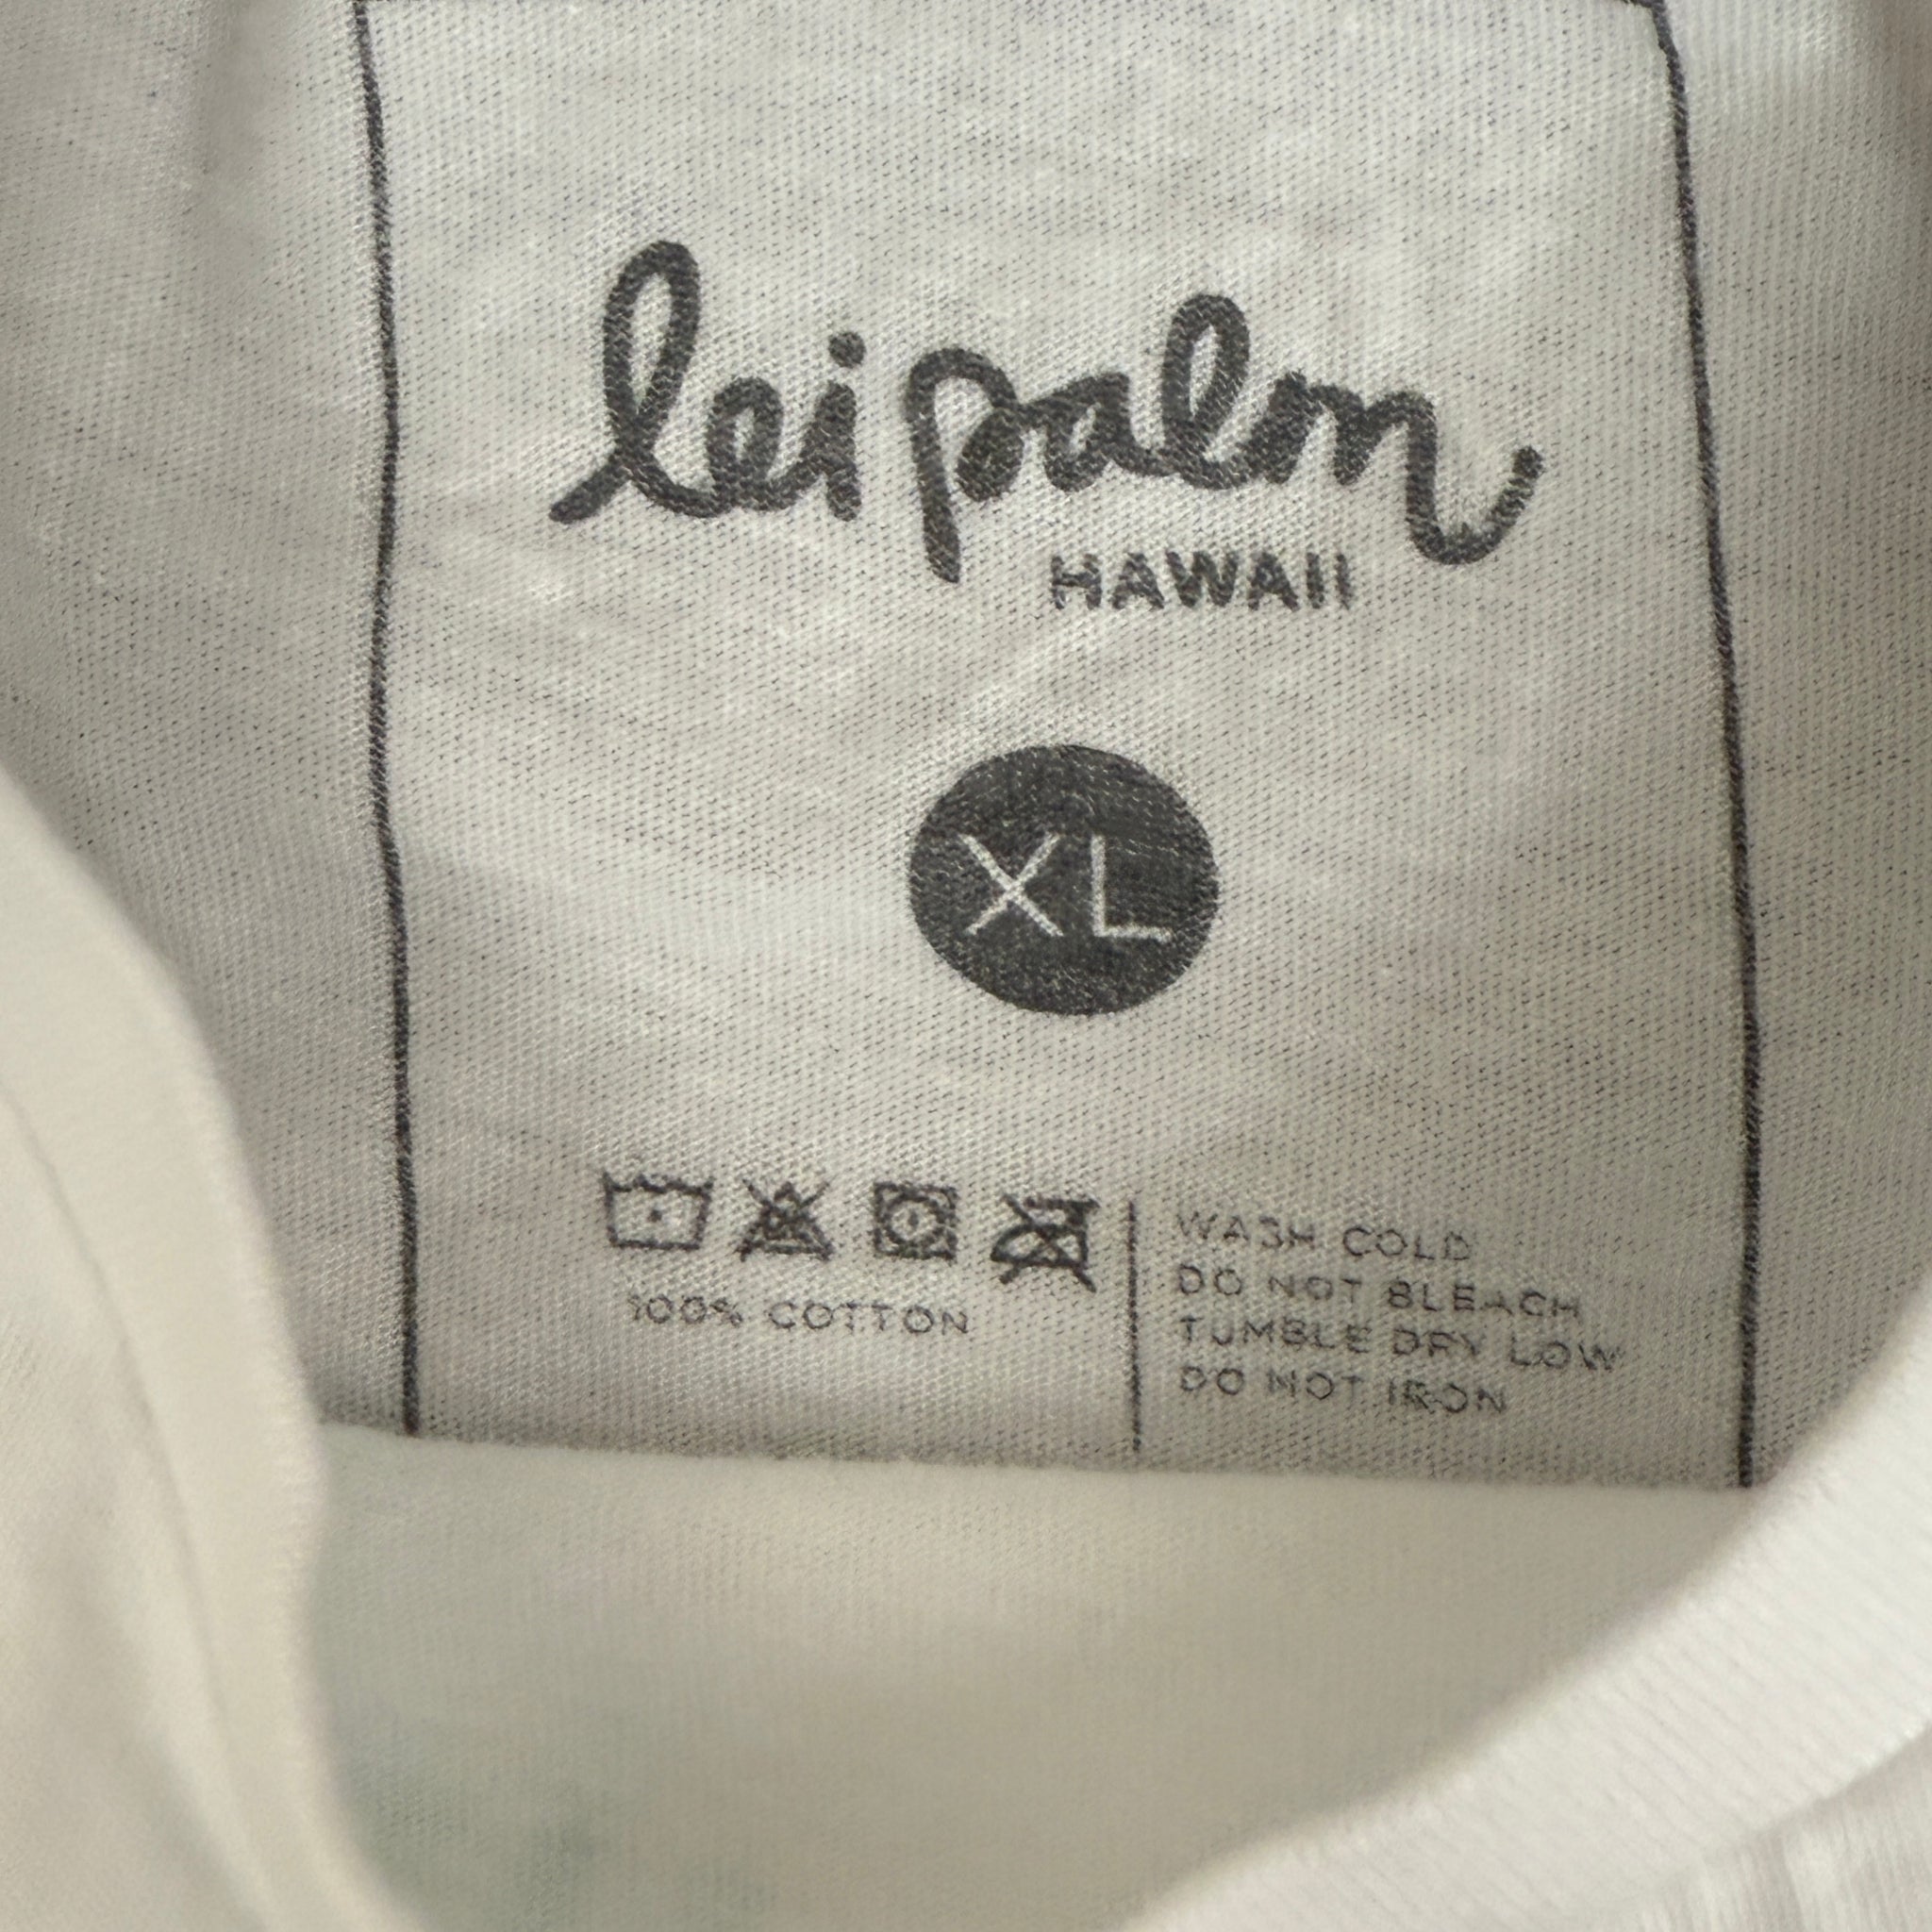 lei palm
HAWAII
XL
100% COTTON
WASH COLD
DO NOT BLEACH
TUMBLE DRY LOW
DO NOT IRON